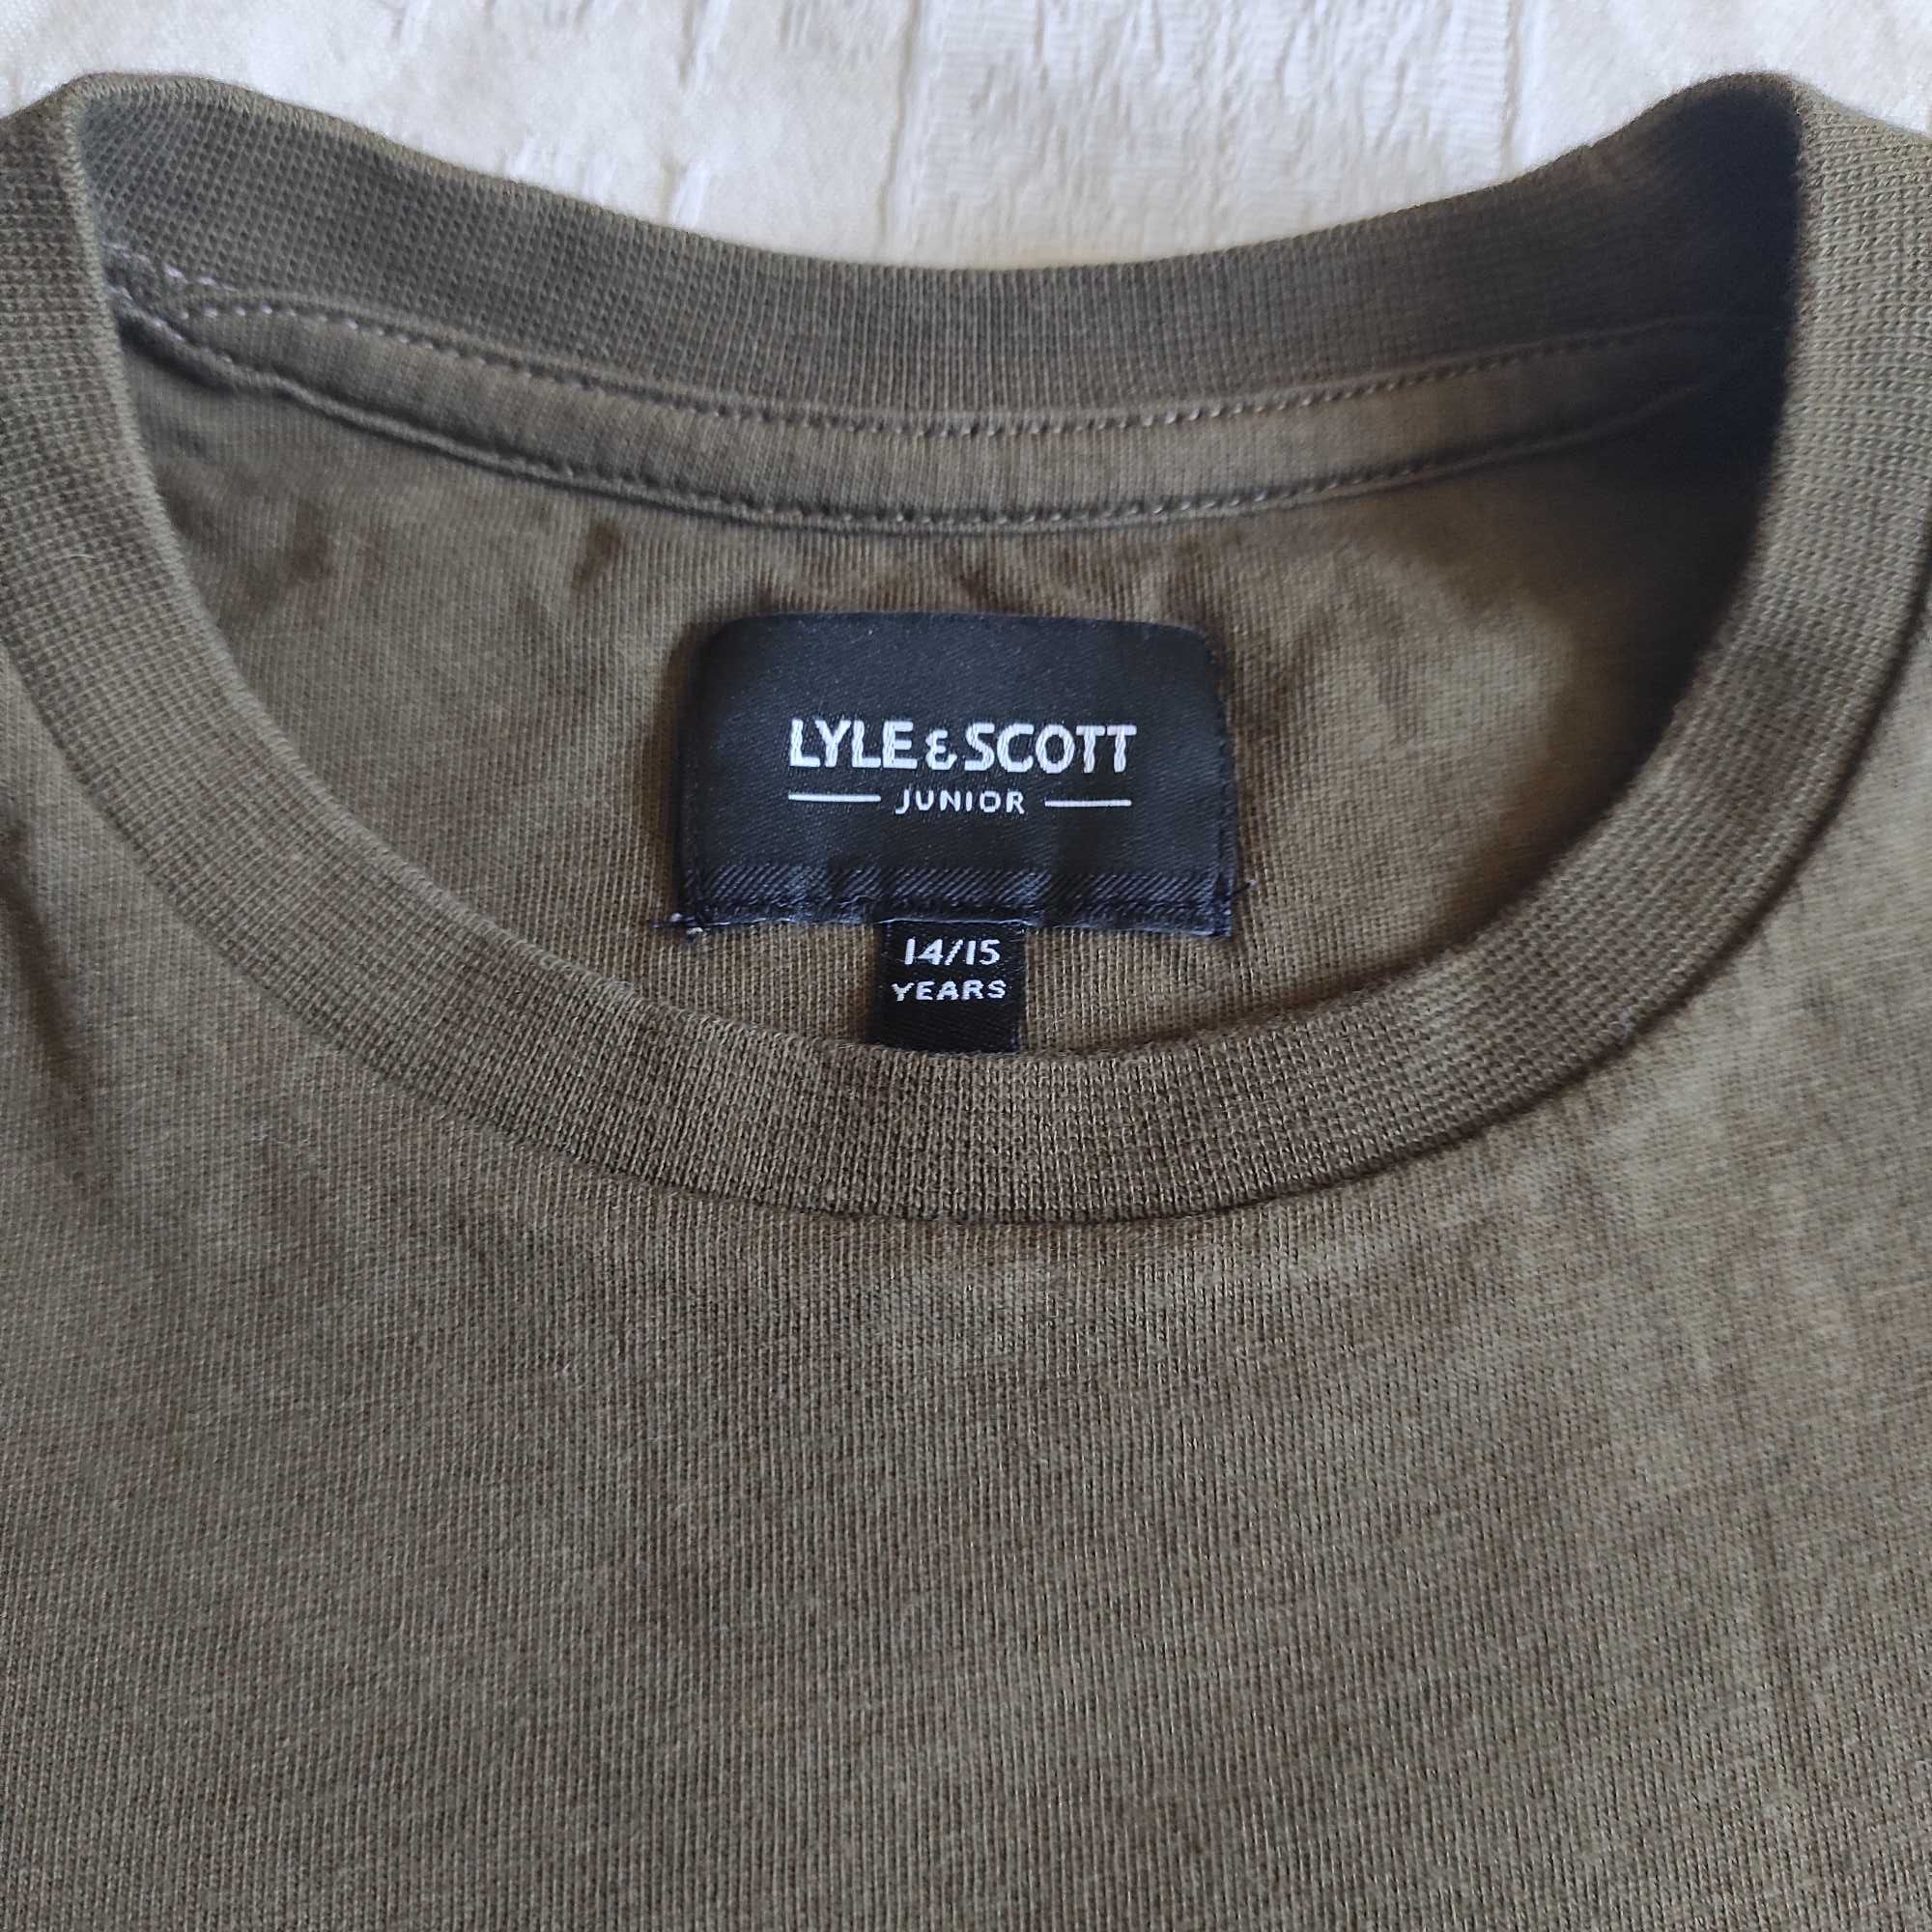 LYLE & SCOTT
JUNIOR
14/15
YEARS